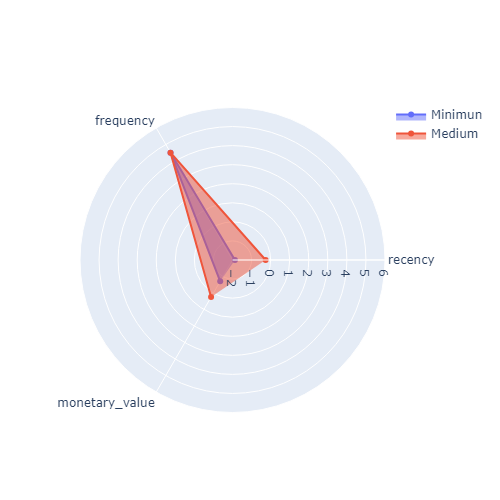 Minimun
Medium
frequency
recency
−2
−1
0
1
2
3
4
5
6
monetary_value